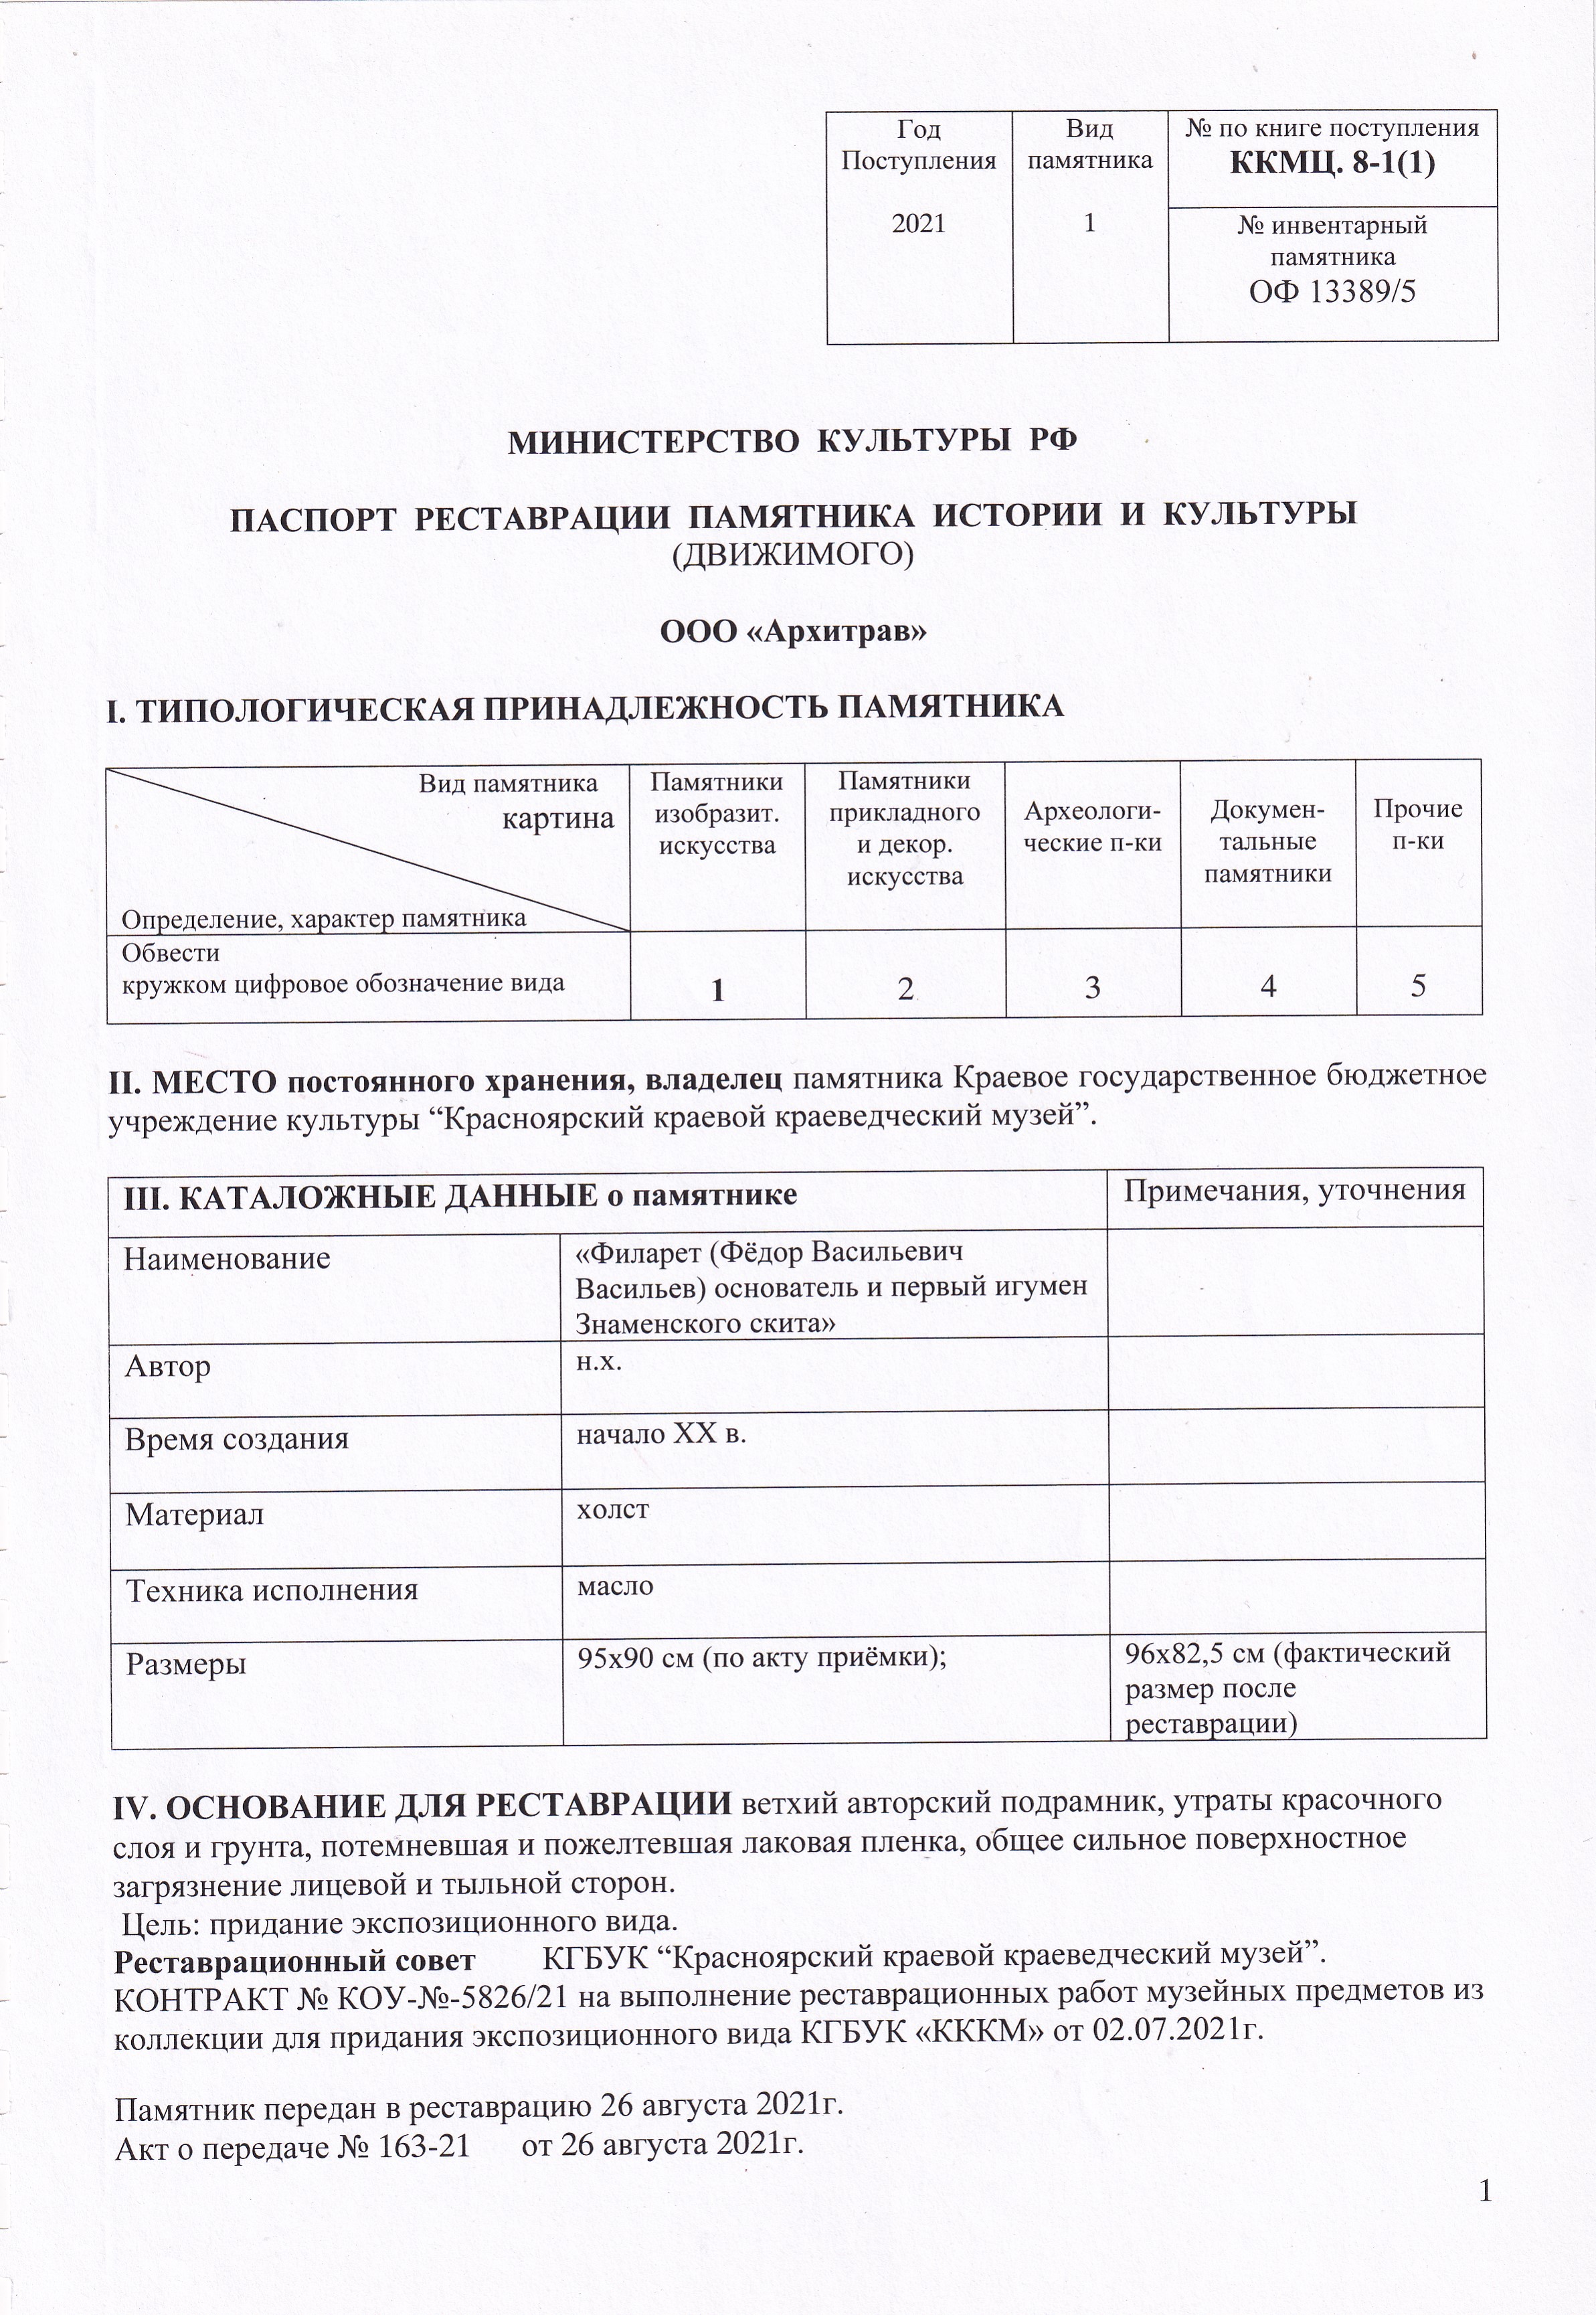 Год
Поступления
2021
Вид
памятника
1
№ по книге поступления
ККМЦ. 8-1(1)
№ инвентарный
памятника
ОФ 13389/5
МИНИСТЕРСТВО КУЛЬТУРЫ РФ
ПАСПОРТ РЕСТАВРАЦИИ ПАМЯТНИКА ИСТОРИИ И КУЛЬТУРЫ
(ДВИЖИМОГО)
ООО «Архитрав»
I. ТИПОЛОГИЧЕСКАЯ ПРИНАДЛЕЖНОСТЬ ПАМЯТНИКА
Вид памятника
картина
Определение, характер памятника
Памятники
изобразит.
искусства
Памятники
прикладного
и декор.
искусства
Археологи-
ческие п-ки
Докумен-
тальные
памятники
Прочие
п-ки
Обвести
кружком цифровое обозначение вида
1 2 3 4 5
II. МЕСТО постоянного хранения, владелец памятника Краевое государственное бюджетное
учреждение культуры “Красноярский краевой краеведческий музей”.
III. КАТАЛОЖНЫЕ ДАННЫЕ о памятнике Примечания, уточнения
Наименование
«Филарет (Фёдор Васильевич
Васильев) основатель и первый игумен
Знаменского скита»
Автор н.х.
Время создания начало XX в.
Материал холст
Техника исполнения масло
Размеры 95х90 см (по акту приёмки);
96х82,5 см (фактический
размер после
реставрации)
IV. ОСНОВАНИЕ ДЛЯ РЕСТАВРАЦИИ ветхий авторский подрамник, утраты красочного
слоя и грунта, потемневшая и пожелтевшая лаковая пленка, общее сильное поверхностное
загрязнение лицевой и тыльной сторон.
Цель: придание экспозиционного вида.
Реставрационный совет КГБУК “Красноярский краевой краеведческий музей”.
КОНТРАКТ № КОУ-№-5826/21 на выполнение реставрационных работ музейных предметов из
коллекции для придания экспозиционного вида КГБУК «КККМ» от 02.07.2021г.
Памятник передан в реставрацию 26 августа 2021г.
Акт о передаче № 163-21 от 26 августа 2021г.
1